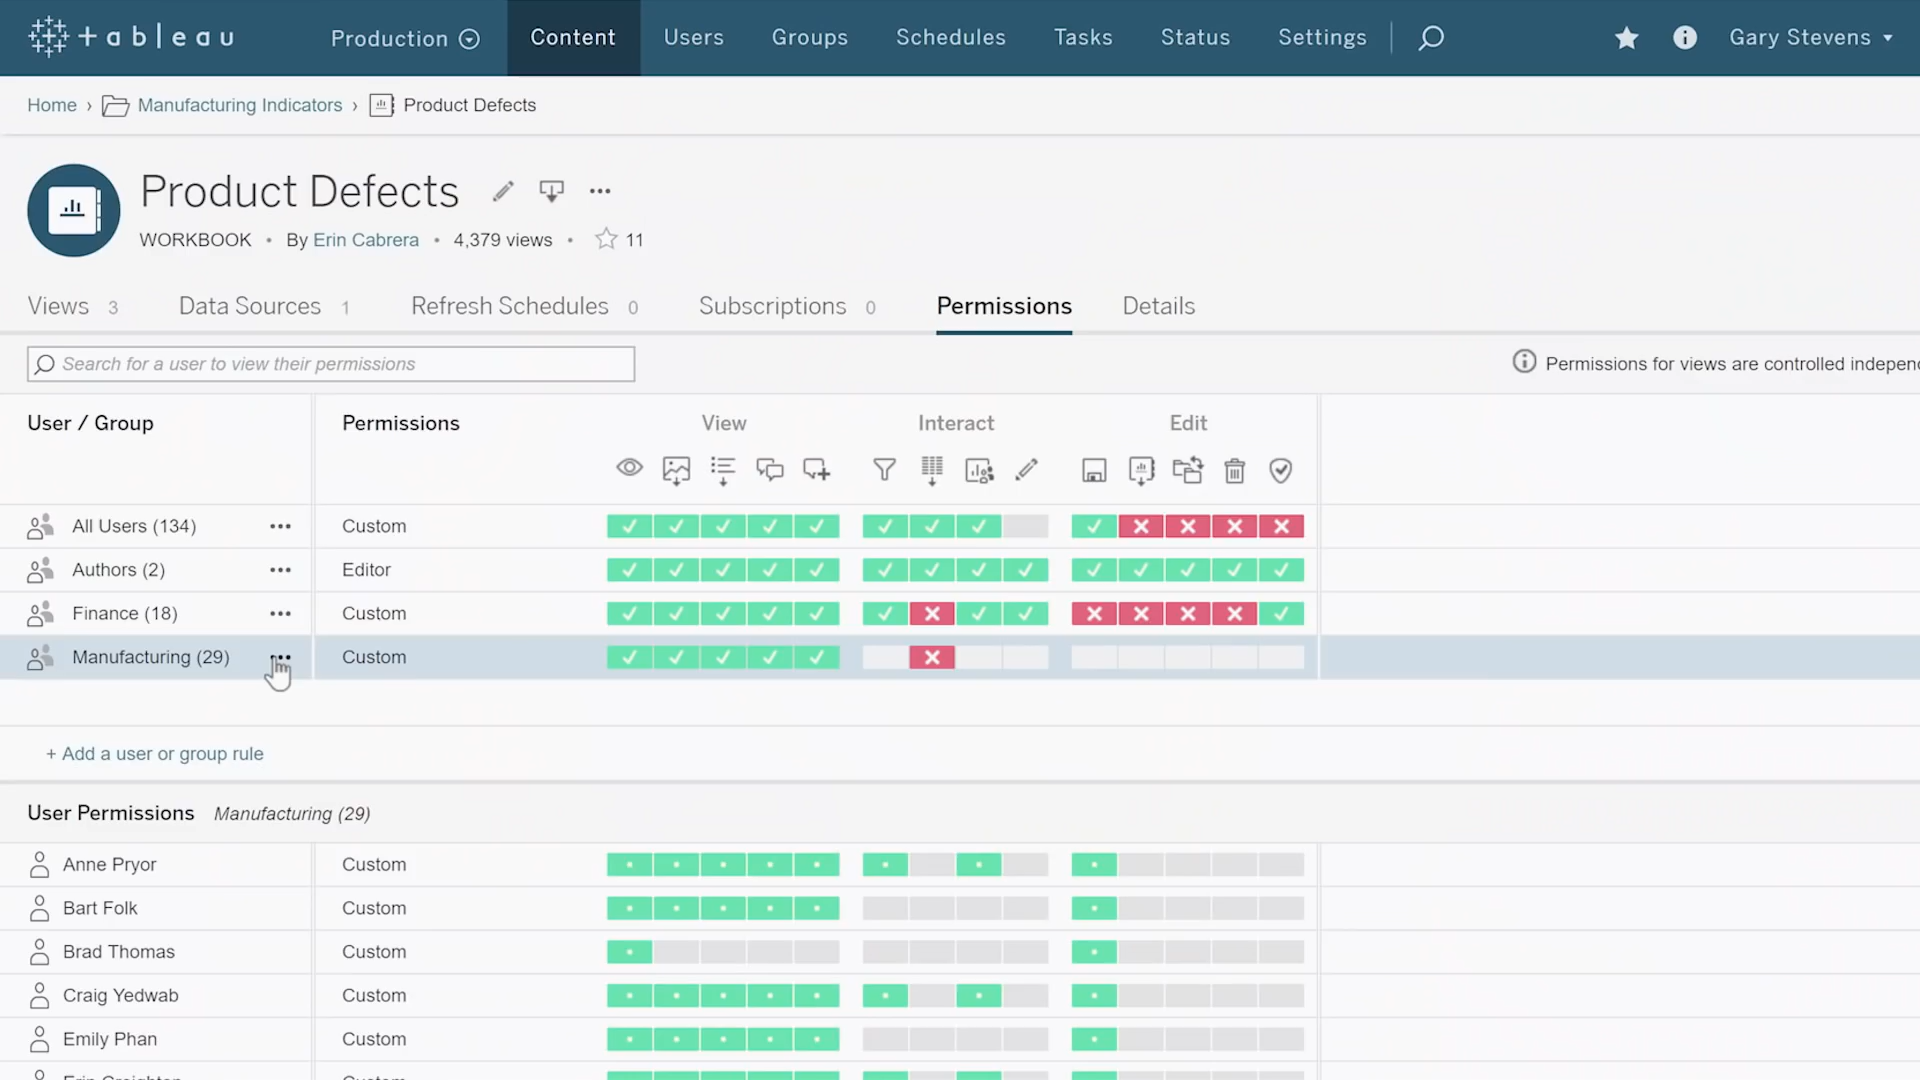 +ableau Production Content Users Groups Schedules Tasks Status Settings Gary Stevens
Home › Manufacturing Indicators › Product Defects
Product Defects
WORKBOOK • By Erin Cabrera • 4,379 views • 11
Views 3 Data Sources 1 Refresh Schedules 0 Subscriptions 0 Permissions Details
Search for a user to view their permissions
Permissions for views are controlled indepen
User / Group Permissions View Interact Edit
All Users (134) Custom
Authors (2) Editor
Finance (18) Custom
Manufacturing (29) Custom
+ Add a user or group rule
User Permissions Manufacturing (29)
Anne Pryor Custom
Bart Folk Custom
Brad Thomas Custom
Craig Yedwab Custom
Emily Phan Custom